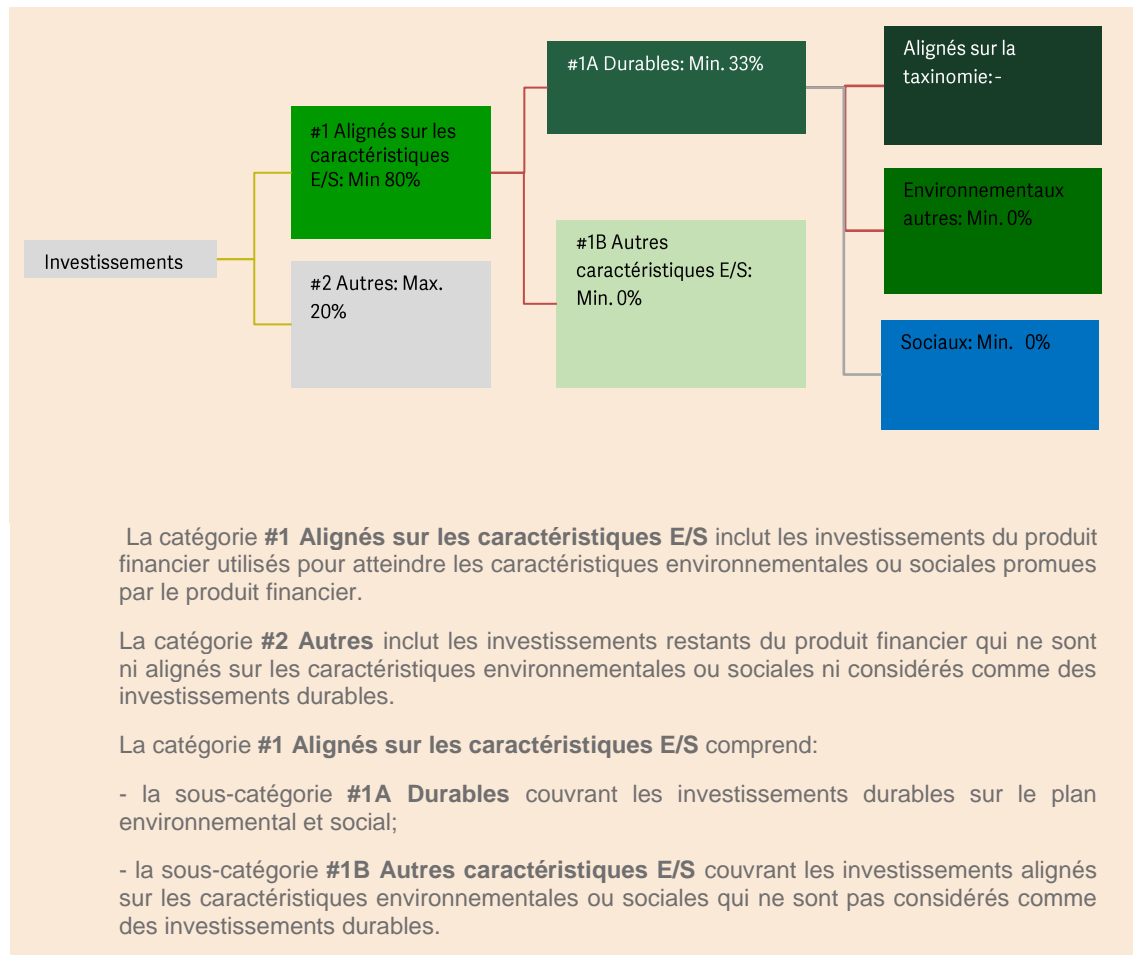 Investissements
#1 Alignés sur les
caractéristiques
E/S: Min 80%
#2 Autres: Max.
20%
#1A Durables: Min. 33%
#1B Autres
caractéristiques E/S:
Min. 0%
Alignés sur la
taxinomie:-
Environnementaux
autres: Min. 0%
Sociaux: Min. 0%
La catégorie #1 Alignés sur les caractéristiques E/S inclut les investissements du produit
financier utilisés pour atteindre les caractéristiques environnementales ou sociales promues
par le produit financier.
La catégorie #2 Autres inclut les investissements restants du produit financier qui ne sont
ni alignés sur les caractéristiques environnementales ou sociales ni considérés comme des
investissements durables.
La catégorie #1 Alignés sur les caractéristiques E/S comprend:
- la sous-catégorie #1A Durables couvrant les investissements durables sur le plan
environnemental et social;
- la sous-catégorie #1B Autres caractéristiques E/S couvrant les investissements alignés
sur les caractéristiques environnementales ou sociales qui ne sont pas considérés comme
des investissements durables.